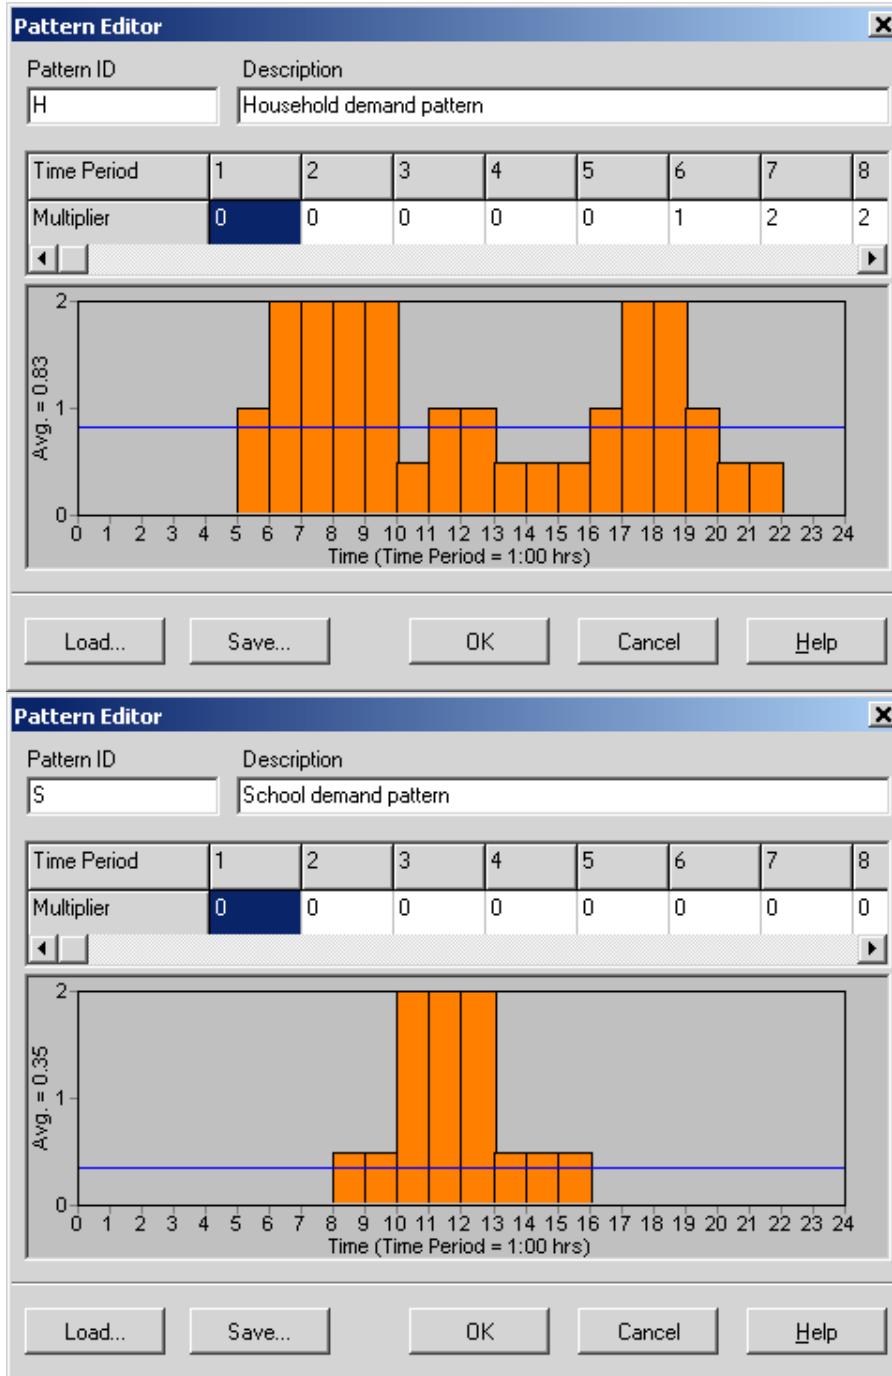 Pattern Editor
Pattern ID Description
H Household demand pattern
Time Period 1 2 3 4 5 6 7 8
Multiplier 0 0 0 0 0 1 2 2
2
1
0
Avg. = 0.83
0 1 2 3 4 5 6 7 8 9 10 11 12 13 14 15 16 17 18 19 20 21 22 23 24
Time (Time Period = 1:00 hrs)
Load... Save... OK Cancel Help
Pattern Editor
Pattern ID Description
S School demand pattern
Time Period 1 2 3 4 5 6 7 8
Multiplier 0 0 0 0 0 0 0 0
2
1
0
Avg. = 0.35
0 1 2 3 4 5 6 7 8 9 10 11 12 13 14 15 16 17 18 19 20 21 22 23 24
Time (Time Period = 1:00 hrs)
Load... Save... OK Cancel Help